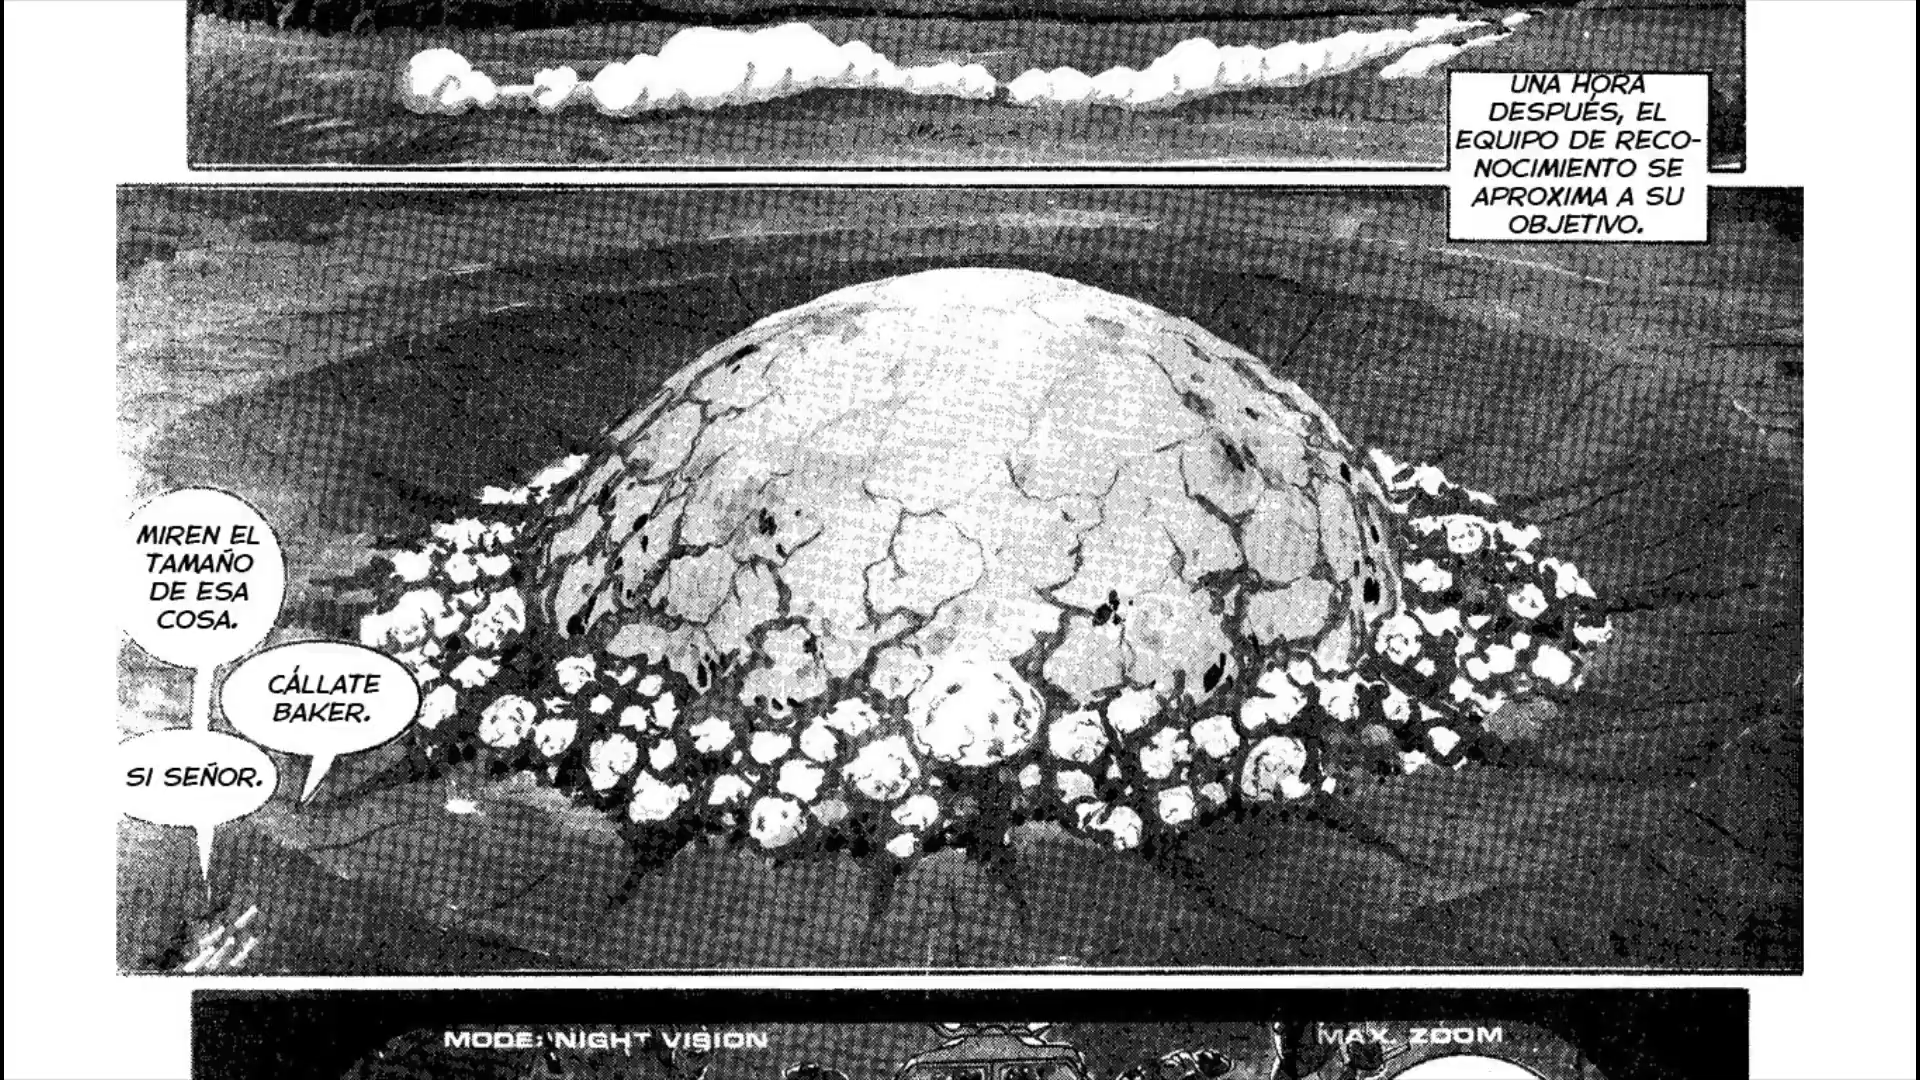 UNA HORA
DESPUÉS, EL
EQUIPO DE RECO-
NOCIMIENTO SE
APROXIMA A SU
OBJETIVO.
MIREN EL
TAMAÑO
DE ESA
COSA.
CÁLLATE
BAKER.
SI SEÑOR.
MODE: NIGHT VISION
MAX. ZOOM